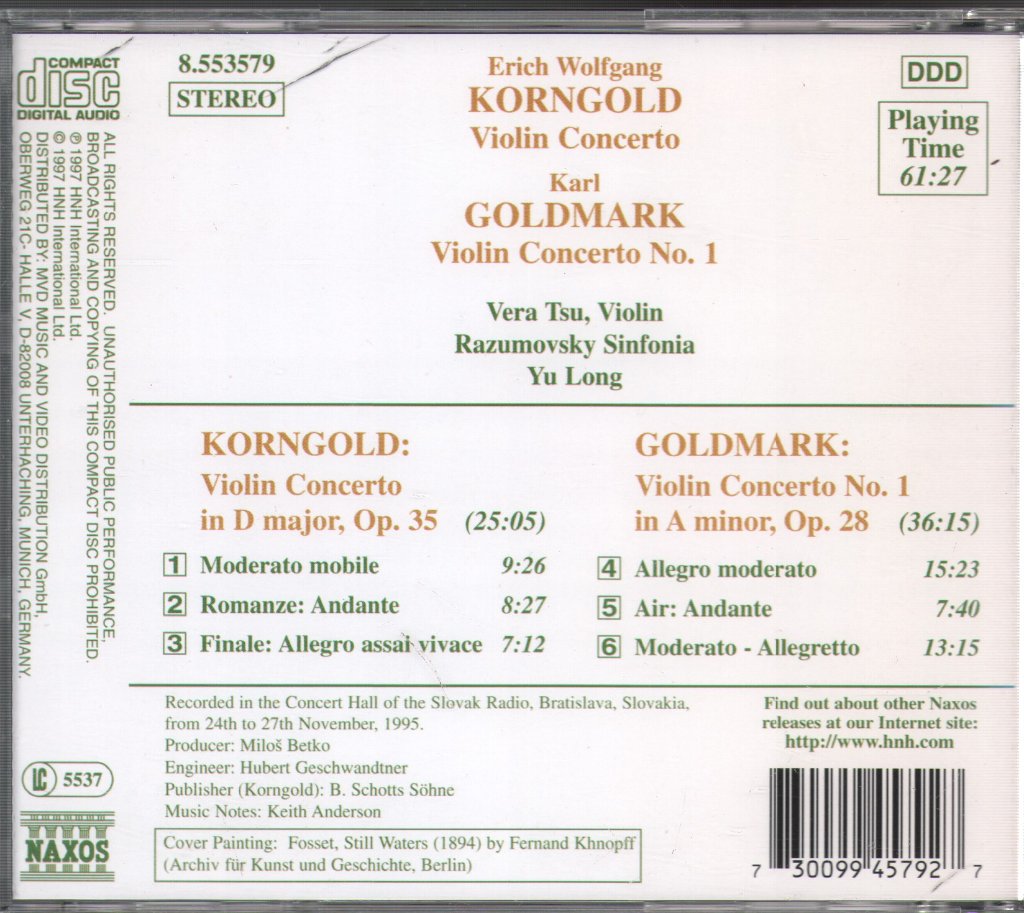 COMPACT
disc
DIGITAL AUDIO
8.553579
STEREO
Erich Wolfgang
KORNGOLD
Violin Concerto
Karl
GOLDMARK
Violin Concerto No. 1
Vera Tsu, Violin
Razumovsky Sinfonia
Yu Long
DDD
Playing
Time
61:27
ALL RIGHTS RESERVED. UNAUTHORISED PUBLIC PERFORMANCE,
BROADCASTING AND COPYING OF THIS COMPACT DISC PROHIBITED.
℗ 1997 HNH International Ltd.
© 1997 HNH International Ltd.
DISTRIBUTED BY: MVD MUSIC AND VIDEO DISTRIBUTION GmbH,
OBERWEG 21C- HALLE V, D-82008 UNTERHACHING, MUNICH, GERMANY.
KORNGOLD:
Violin Concerto
in D major, Op. 35 (25:05)
1 Moderato mobile 9:26
2 Romanze: Andante 8:27
3 Finale: Allegro assai vivace 7:12
GOLDMARK:
Violin Concerto No. 1
in A minor, Op. 28 (36:15)
4 Allegro moderato 15:23
5 Air: Andante 7:40
6 Moderato - Allegretto 13:15
Recorded in the Concert Hall of the Slovak Radio, Bratislava, Slovakia,
from 24th to 27th November, 1995.
Producer: Miloš Betko
Engineer: Hubert Geschwandtner
Publisher (Korngold): B. Schotts Söhne
Music Notes: Keith Anderson
Cover Painting: Fosset, Still Waters (1894) by Fernand Khnopff
(Archiv für Kunst und Geschichte, Berlin)
Find out about other Naxos
releases at our Internet site:
http://www.hnh.com
LC 5537
NAXOS
7 30099 45792 7